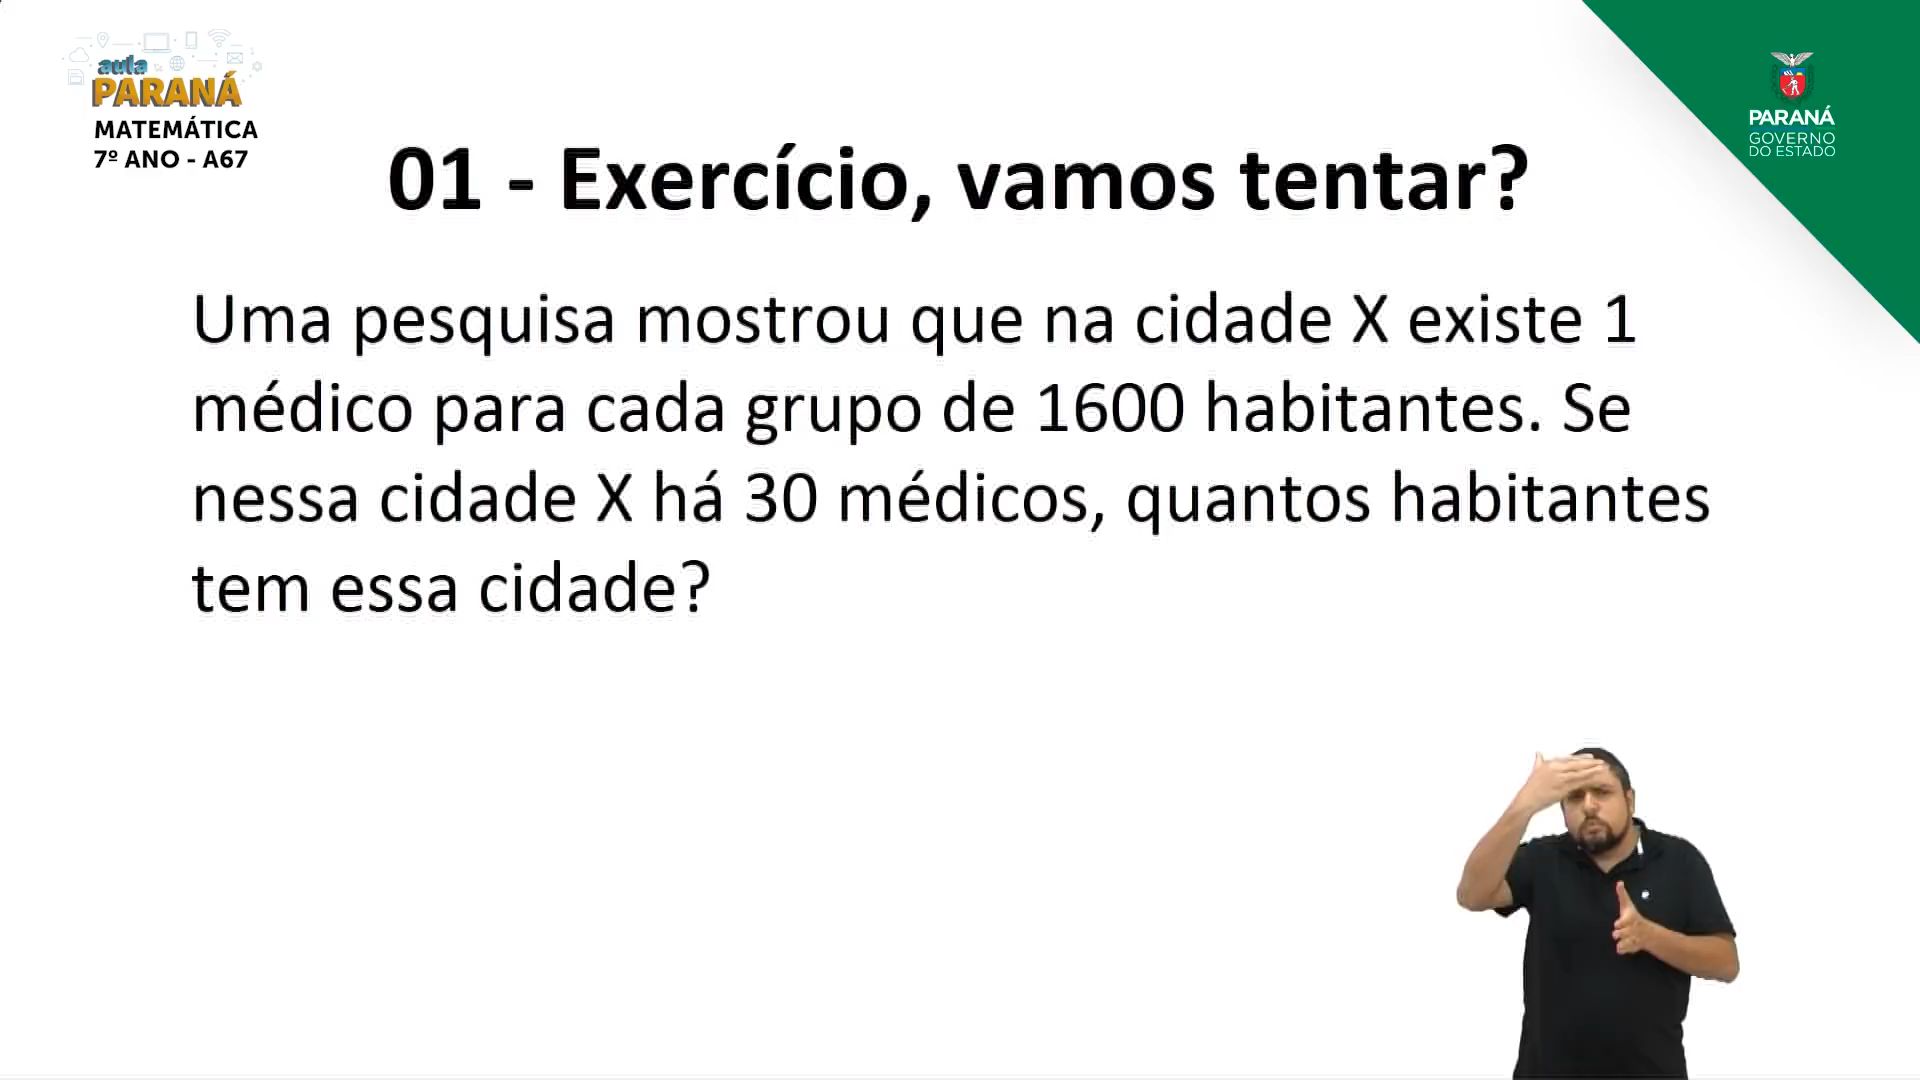 aula
PARANÁ
MATEMÁTICA
7º ANO - A67
PARANÁ
GOVERNO
DO ESTADO
01 - Exercício, vamos tentar?
Uma pesquisa mostrou que na cidade X existe 1
médico para cada grupo de 1600 habitantes. Se
nessa cidade X há 30 médicos, quantos habitantes
tem essa cidade?